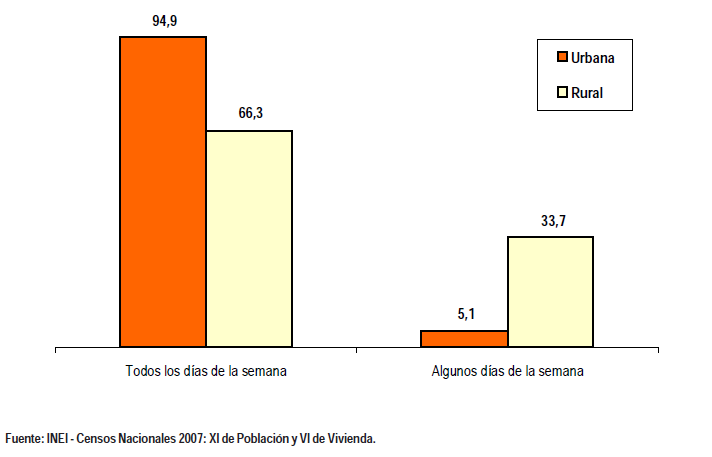 94,9
Urbana
Rural
66,3
33,7
5,1
Todos los días de la semana
Algunos días de la semana
Fuente: INEI - Censos Nacionales 2007: XI de Población y VI de Vivienda.